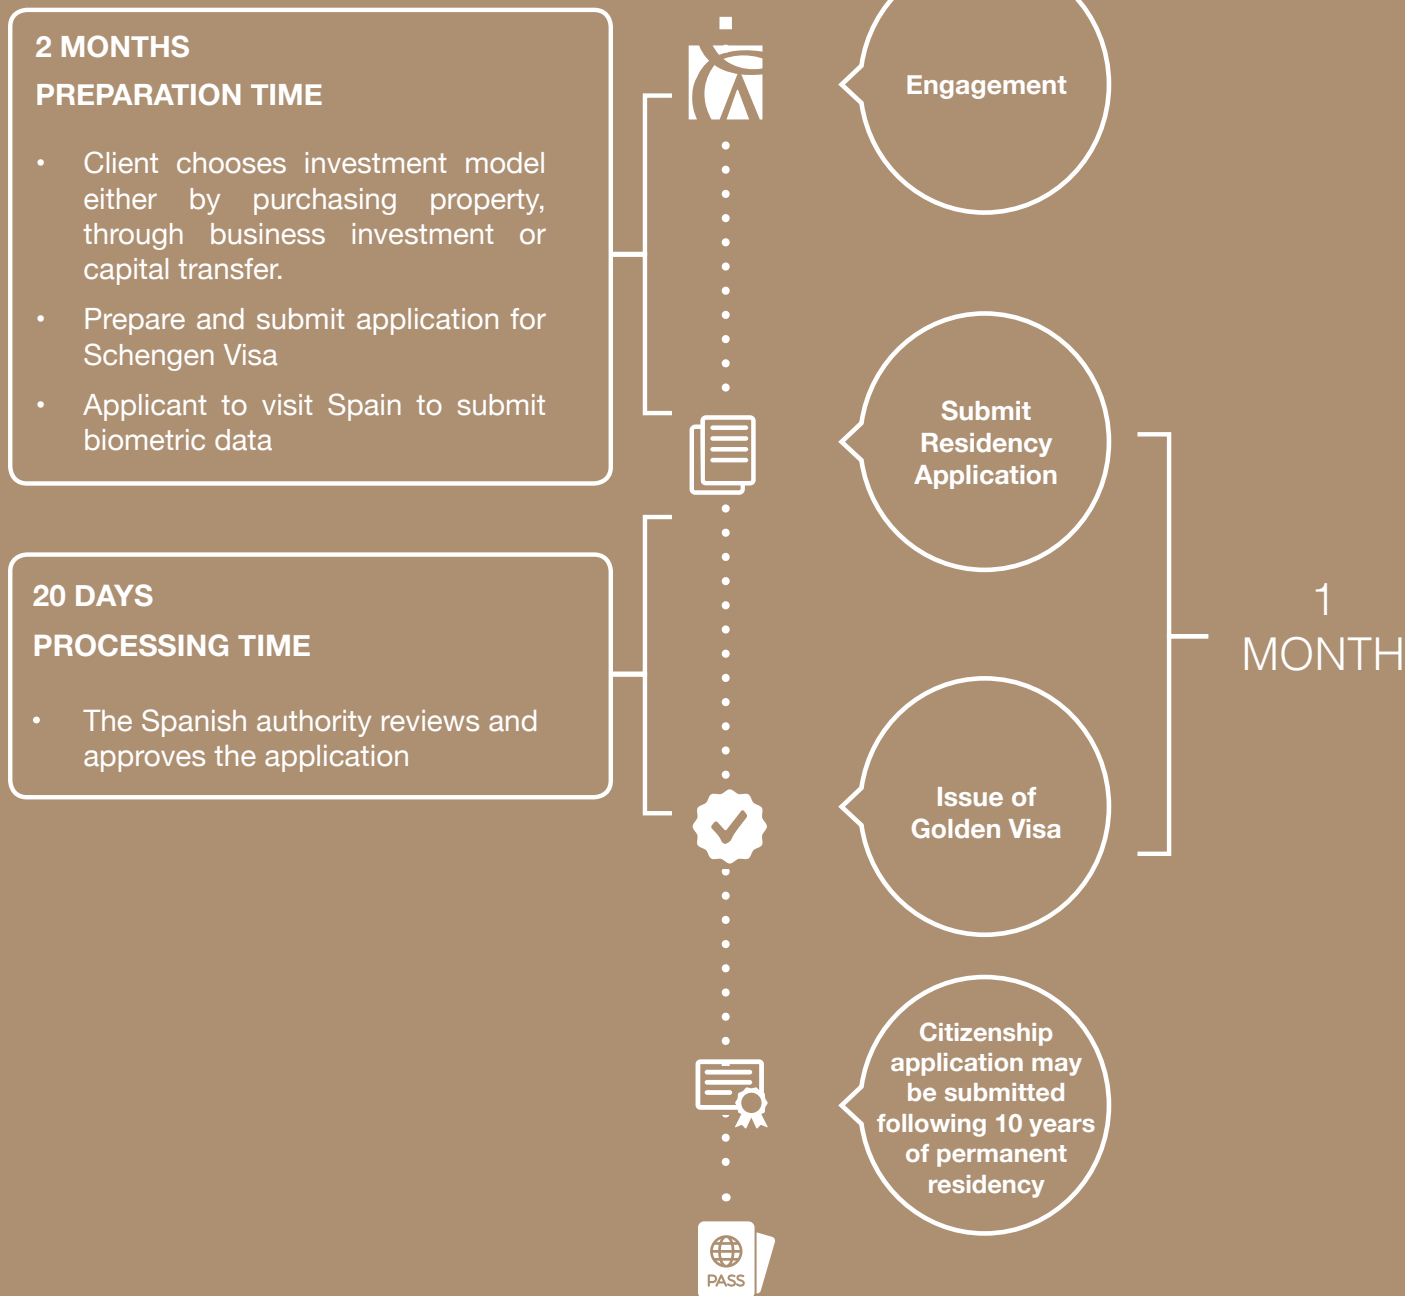 2 MONTHS
PREPARATION TIME
• Client chooses investment model
either by purchasing property,
through business investment or
capital transfer.
• Prepare and submit application for
Schengen Visa
• Applicant to visit Spain to submit
biometric data
Engagement
Submit
Residency
Application
20 DAYS
PROCESSING TIME
• The Spanish authority reviews and
approves the application
1
MONTH
Issue of
Golden Visa
Citizenship
application may
be submitted
following 10 years
of permanent
residency
PASS